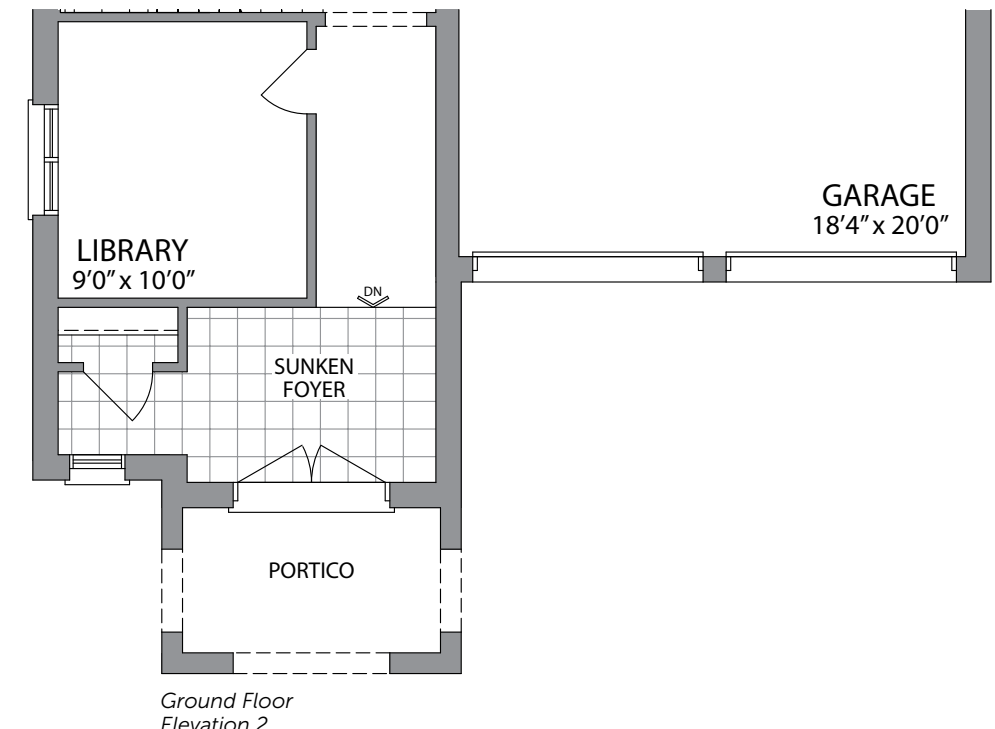 GARAGE
18'4" x 20'0"
LIBRARY
9'0" x 10'0"
DN
SUNKEN
FOYER
PORTICO
Ground Floor
Elevation 2